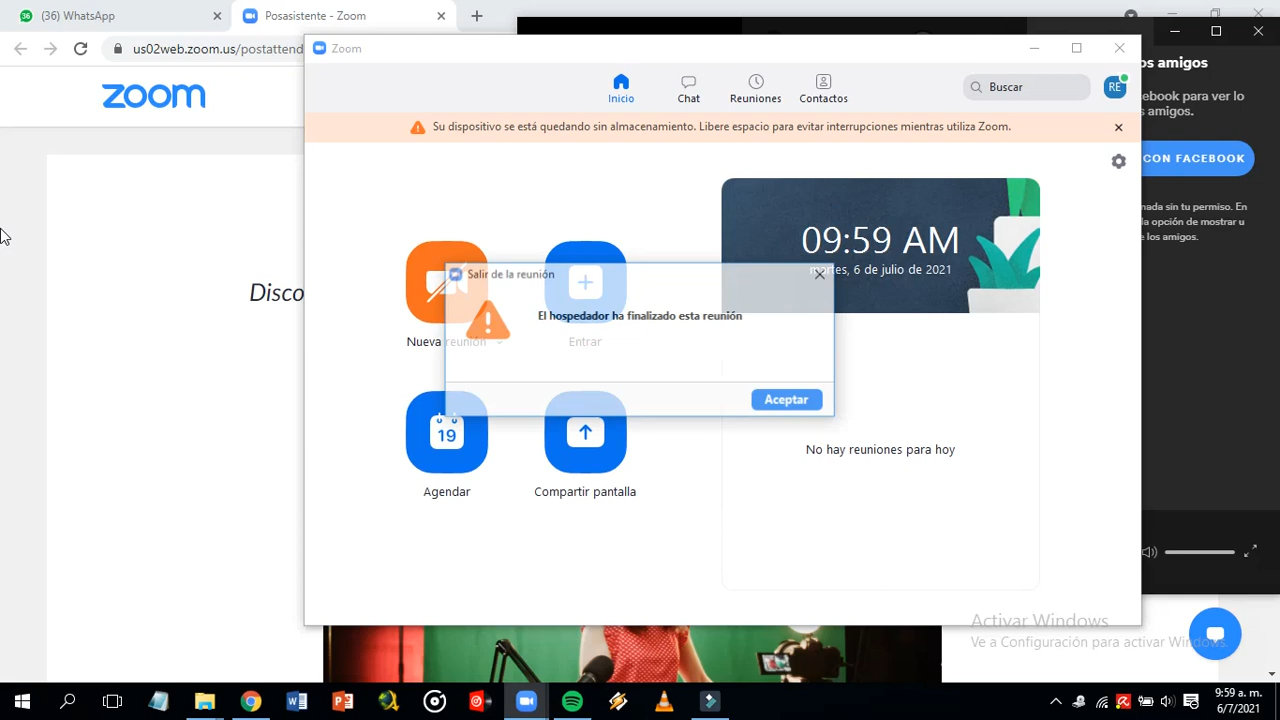 (36) WhatsApp
Posasistente - Zoom
us02web.zoom.us/postattend
zoom
Disco
Zoom
Inicio
Chat
Reuniones
Contactos
Buscar
RE
Su dispositivo se está quedando sin almacenamiento. Libere espacio para evitar interrupciones mientras utiliza Zoom.
09:59 AM
martes, 6 de julio de 2021
Nueva reunión
Entrar
19
Agendar
Compartir pantalla
No hay reuniones para hoy
Salir de la reunión
El hospedador ha finalizado esta reunión
Aceptar
os amigos
ebook para ver lo
s amigos.
CON FACEBOOK
nada sin tu permiso. En
la opción de mostrar u
e los amigos.
Activar Windows
Ve a Configuración para activar Windows.
9:59 a. m.
6/7/2021